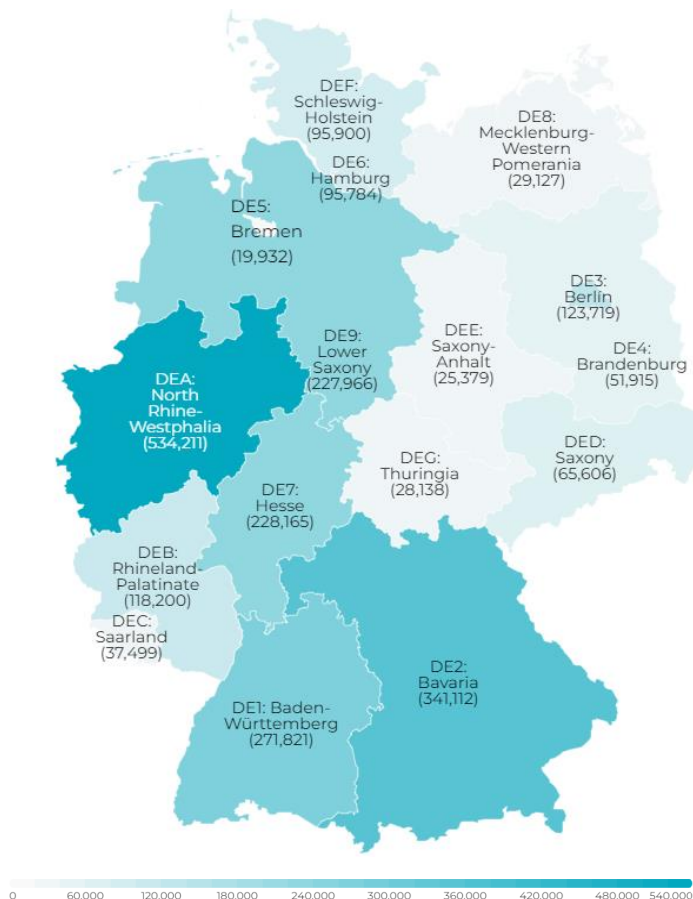 DEF:
Schleswig-
Holstein
(95,900)
DE8:
Mecklenburg-
Western
Pomerania
(29,127)
DE6:
Hamburg
(95,784)
DE5:
Bremen
(19,932)
DE3:
Berlín
(123,719)
DE9:
Lower
Saxony
(227,966)
DEE:
Saxony-
Anhalt
(25,379)
DE4:
Brandenburg
(51,915)
DEA:
North
Rhine-
Westphalia
(534,211)
DED:
Saxony
(65,606)
DEG:
Thuringia
(28,138)
DE7:
Hesse
(228,165)
DEB:
Rhineland-
Palatinate
(118,200)
DEC:
Saarland
(37,499)
DE2:
Bavaria
(341,112)
DE1: Baden-
Württemberg
(271,821)
0 60.000 120.000 180.000 240.000 300.000 360.000 420.000 480.000 540.000